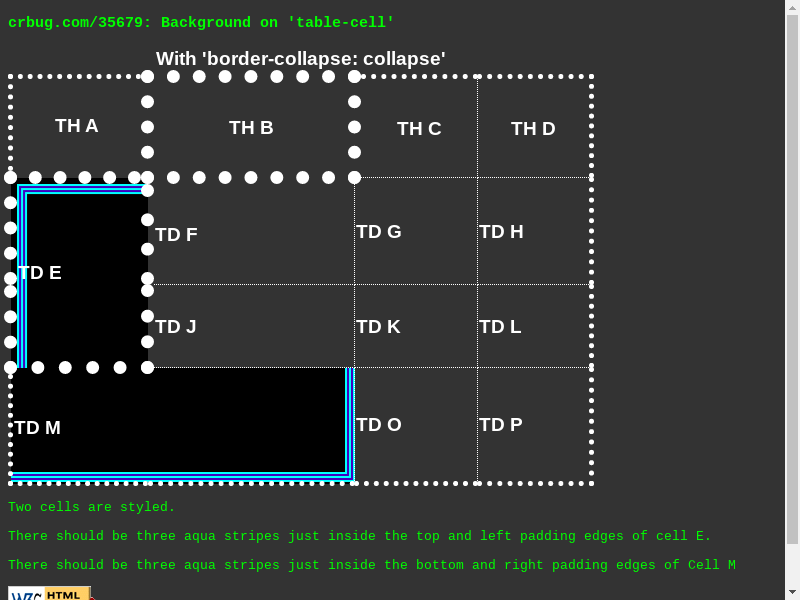 crbug.com/35679: Background on 'table-cell'
With 'border-collapse: collapse'
TH A TH B TH C TH D
TD E TD F TD G TD H
TD J TD K TD L
TD M TD O TD P
Two cells are styled.
There should be three aqua stripes just inside the top and left padding edges of cell E.
There should be three aqua stripes just inside the bottom and right padding edges of Cell M
W3C HTML